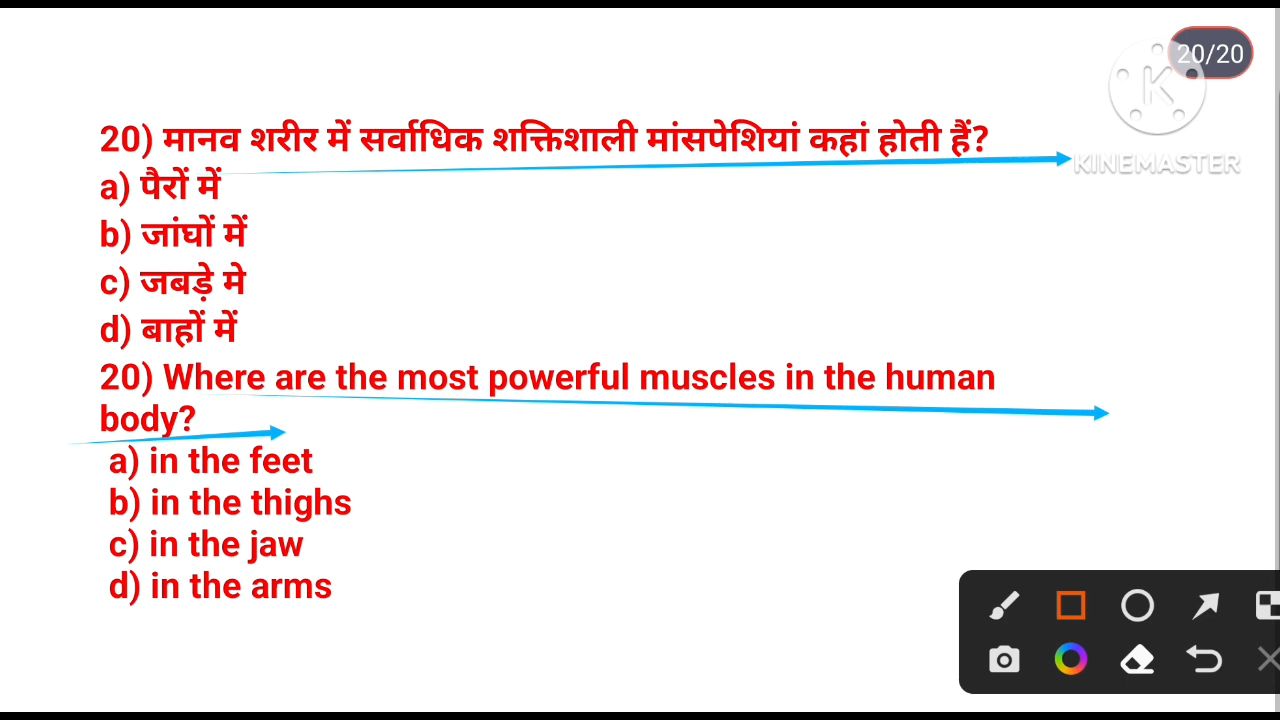 20/20
KINEMASTER
20) मानव शरीर में सर्वाधिक शक्तिशाली मांसपेशियां कहां होती हैं?
a) पैरों में
b) जांघों में
c) जबड़े मे
d) बाहों में
20) Where are the most powerful muscles in the human
body?
a) in the feet
b) in the thighs
c) in the jaw
d) in the arms